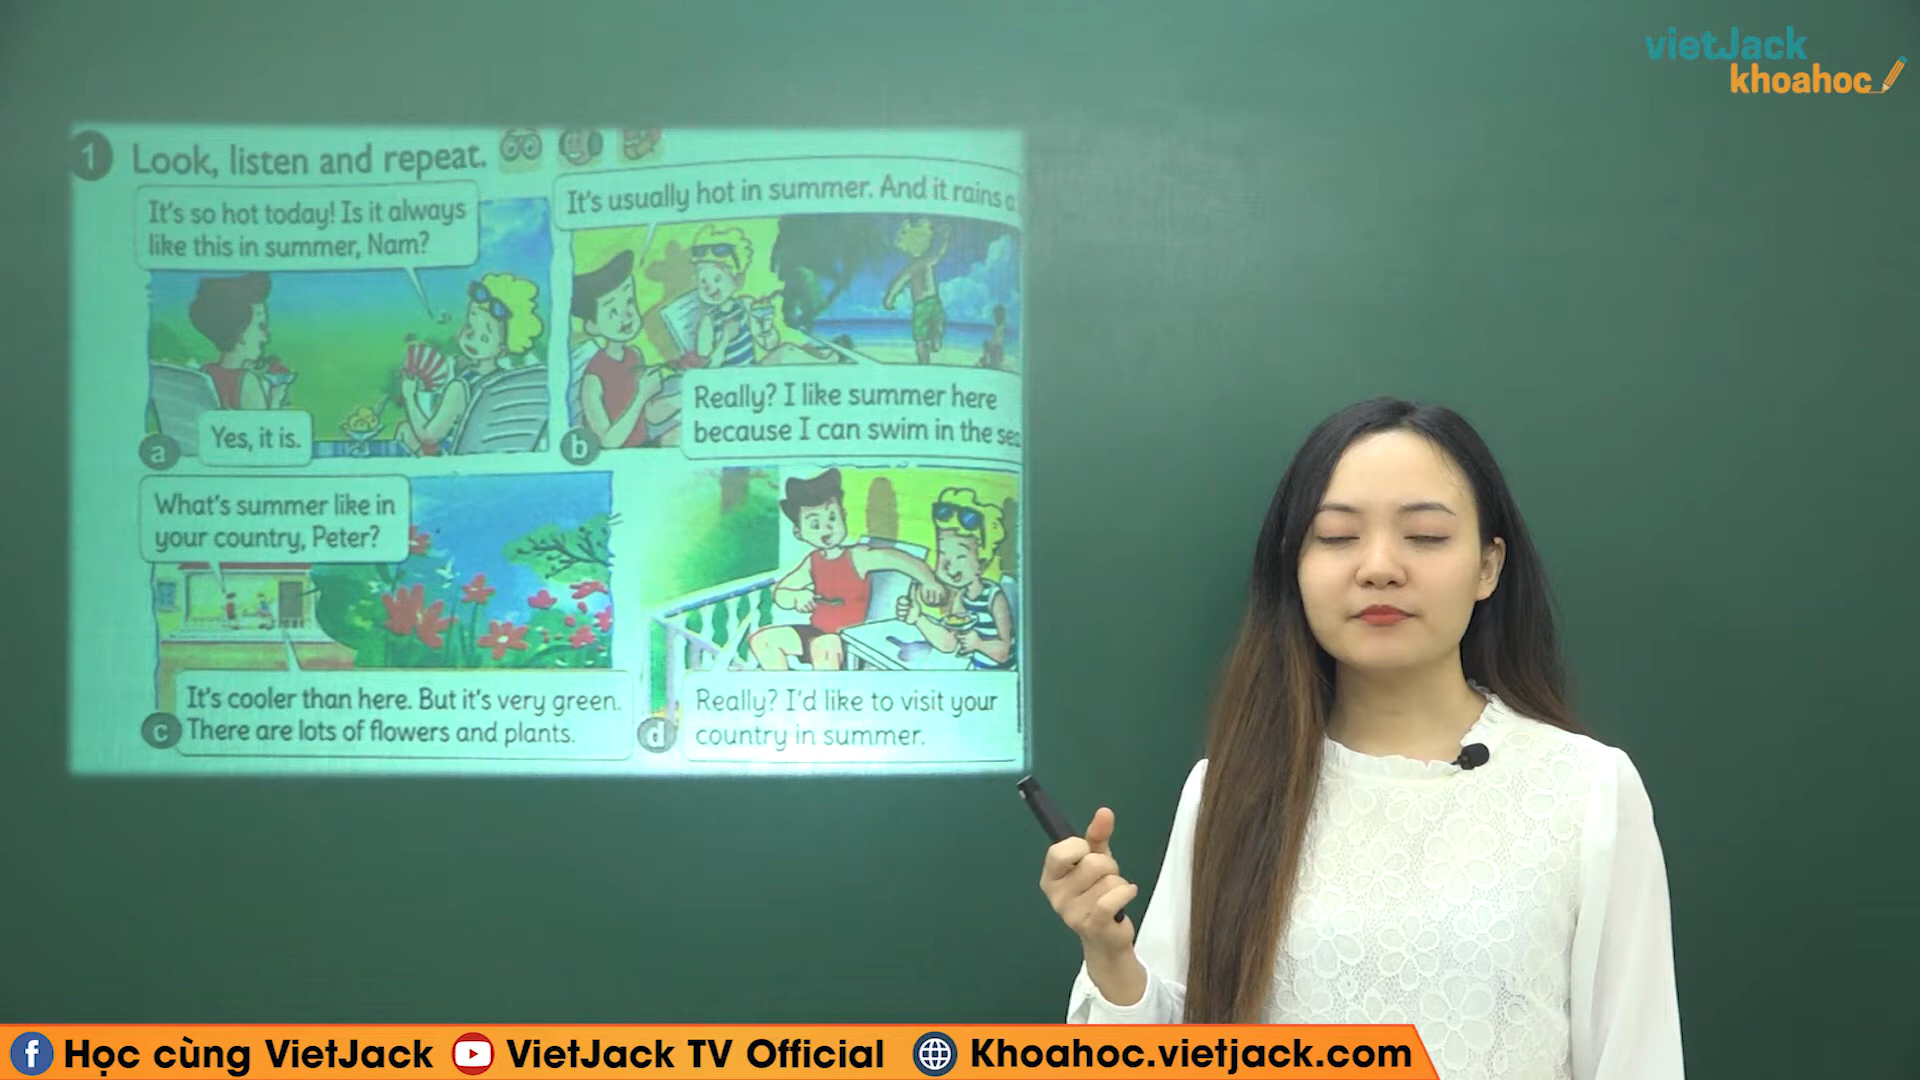 vietJack
khoahoc
1 Look, listen and repeat.
It's so hot today! Is it always
like this in summer, Nam?
a Yes, it is.
It's usually hot in summer. And it rains a
Really? I like summer here
b because I can swim in the sea
What's summer like in
your country, Peter?
It's cooler than here. But it's very green.
c There are lots of flowers and plants.
Really? I'd like to visit your
d country in summer.
Học cùng VietJack VietJack TV Official Khoahoc.vietjack.com